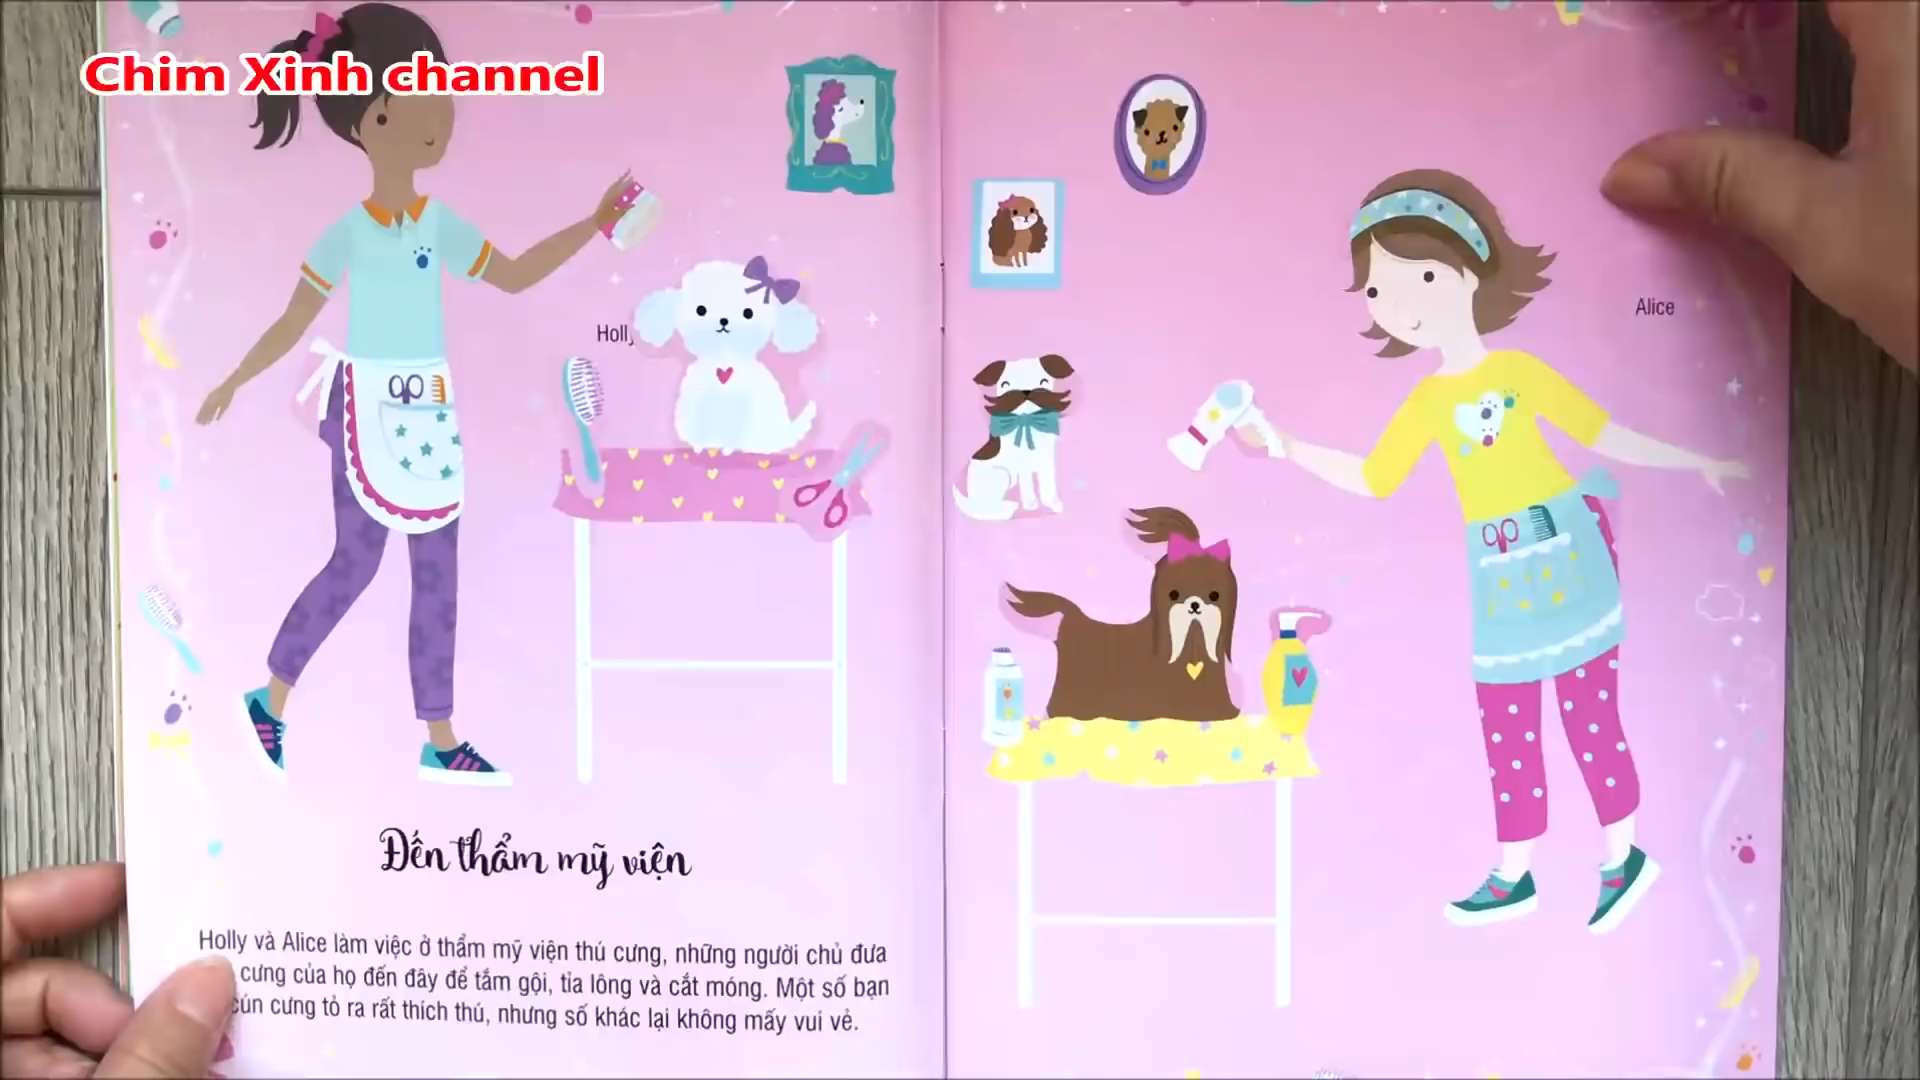 Chim Xinh channel
Holly
Alice
Đến thẩm mỹ viện
Holly và Alice làm việc ở thẩm mỹ viện thú cưng, những người chủ đưa
cưng của họ đến đây để tắm gội, tỉa lông và cắt móng. Một số bạn
cún cưng tỏ ra rất thích thú, nhưng số khác lại không mấy vui vẻ.